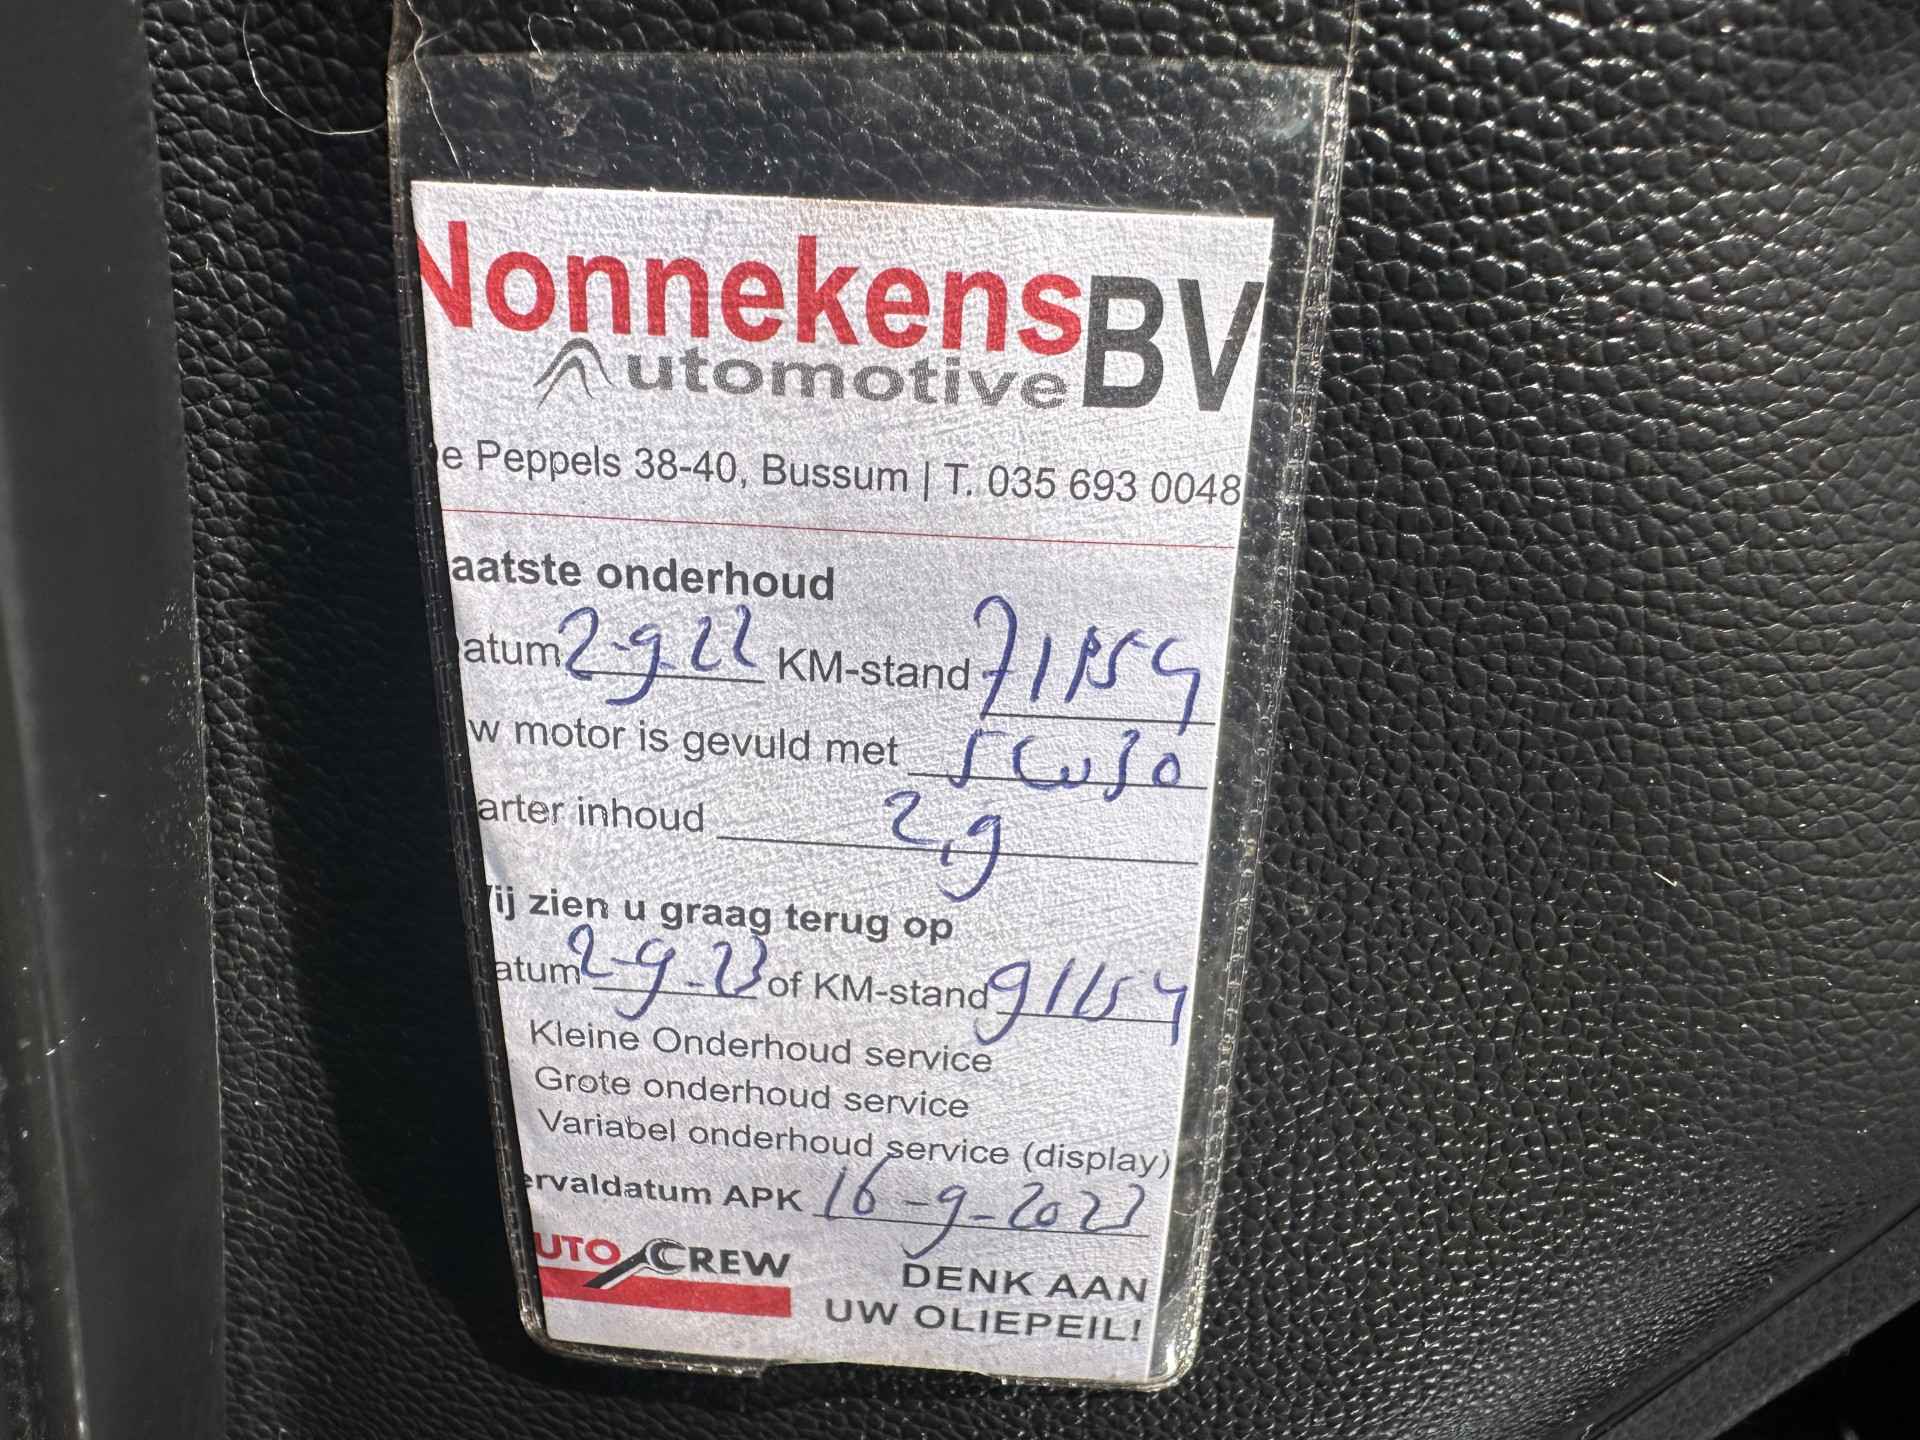 Nonnekens BV
Automotive
e Peppels 38-40, Bussum | T. 035 693 0048
aatste onderhoud
atum 2-9-22 KM-stand 71154
w motor is gevuld met 5w30
arter inhoud 2,9
ij zien u graag terug op
atum 2-9-23 of KM-stand 91154
Kleine Onderhoud service
Grote onderhoud service
Variabel onderhoud service (display)
ervaldatum APK 16-9-2023
UTO CREW
DENK AAN
UW OLIEPEIL!